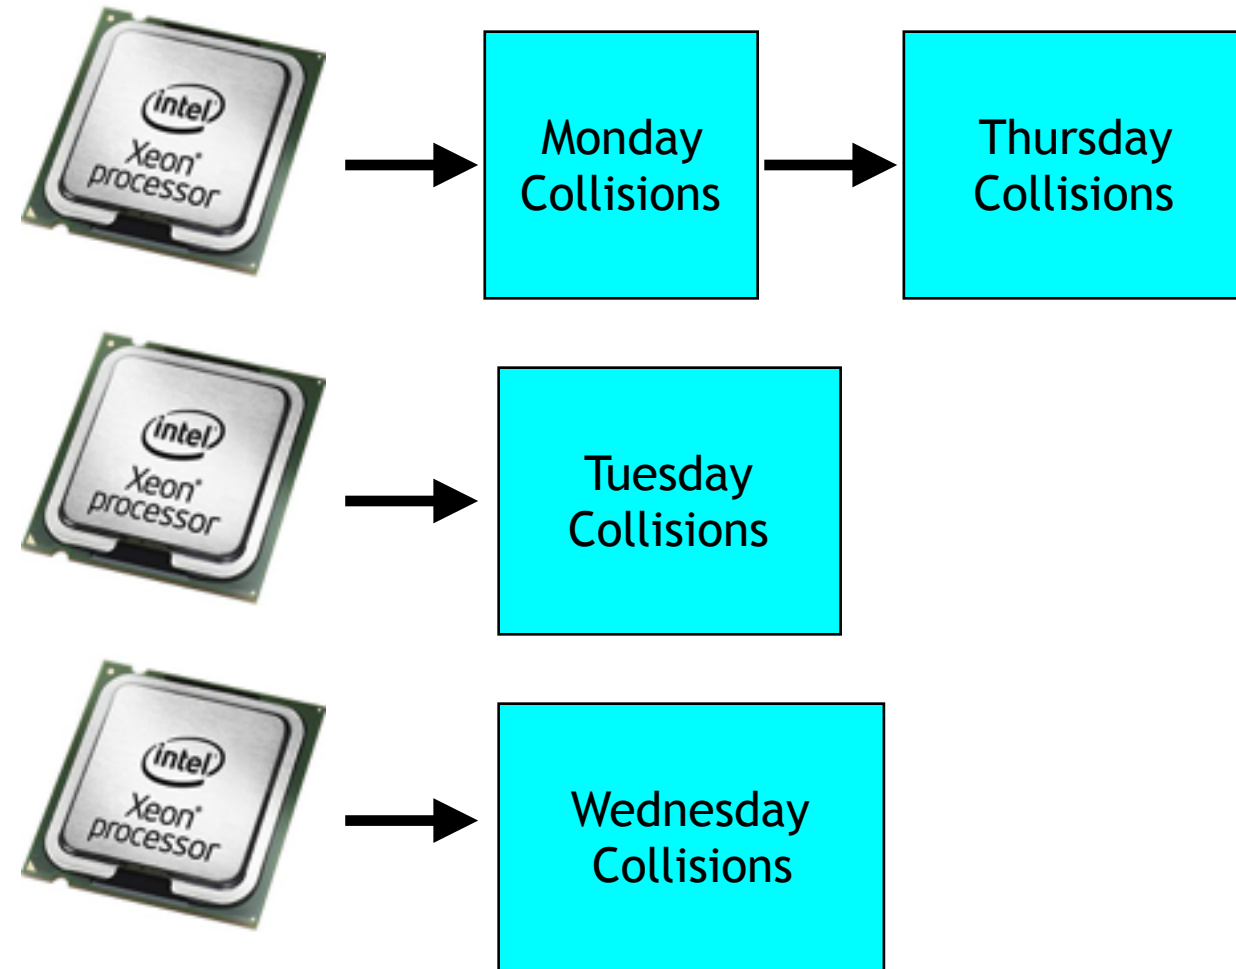 intel
Xeon®
processor
Monday
Collisions
Thursday
Collisions
intel
Xeon®
processor
Tuesday
Collisions
intel
Xeon®
processor
Wednesday
Collisions